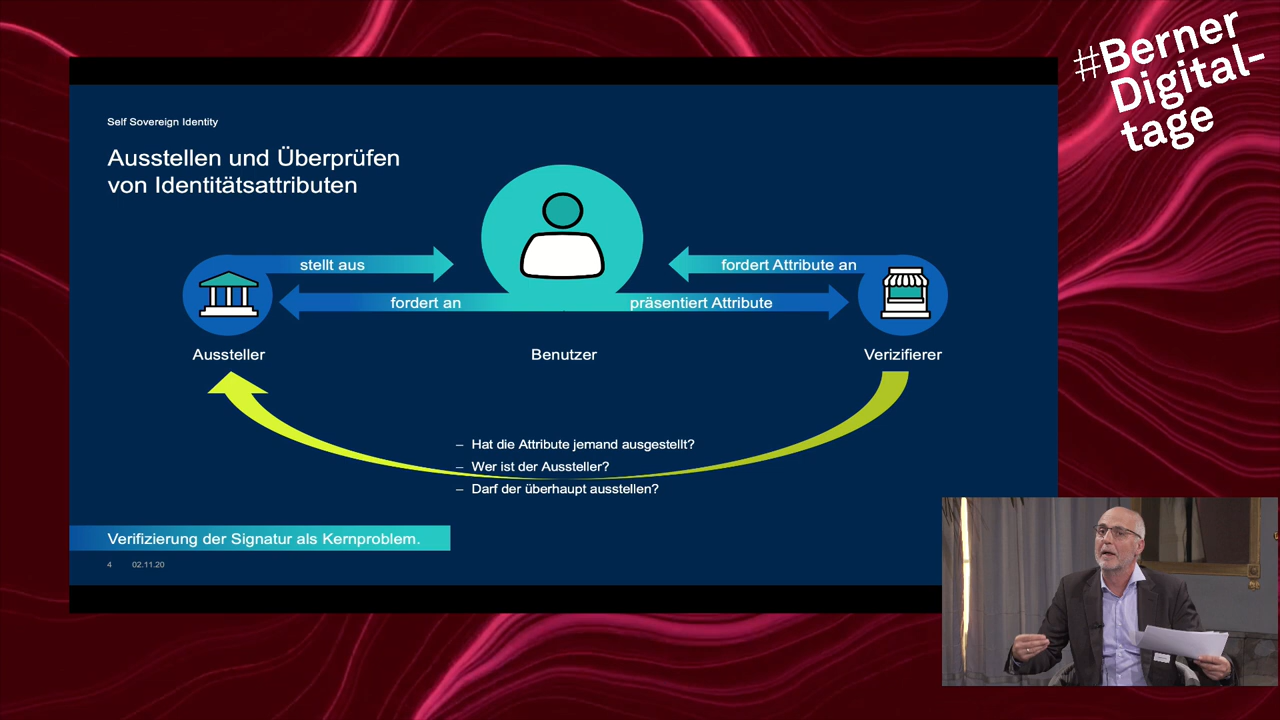 #Berner
Digital-
tage
Self Sovereign Identity
Ausstellen und Überprüfen
von Identitätsattributen
stellt aus
fordert Attribute an
fordert an
präsentiert Attribute
Aussteller
Benutzer
Verizifierer
– Hat die Attribute jemand ausgestellt?
– Wer ist der Aussteller?
– Darf der überhaupt ausstellen?
Verifizierung der Signatur als Kernproblem.
4 02.11.20